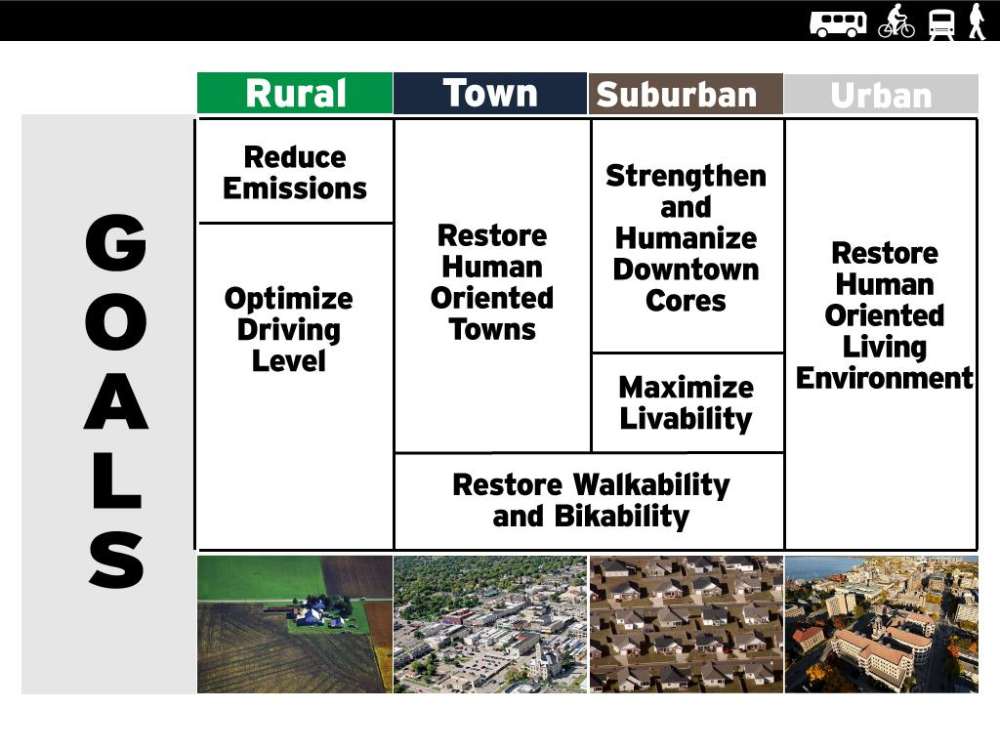 Rural
Town
Suburban
Urban
GOALS
Reduce
Emissions
Optimize
Driving
Level
Restore
Human
Oriented
Towns
Strengthen
and
Humanize
Downtown
Cores
Maximize
Livability
Restore Walkability
and Bikability
Restore
Human
Oriented
Living
Environment